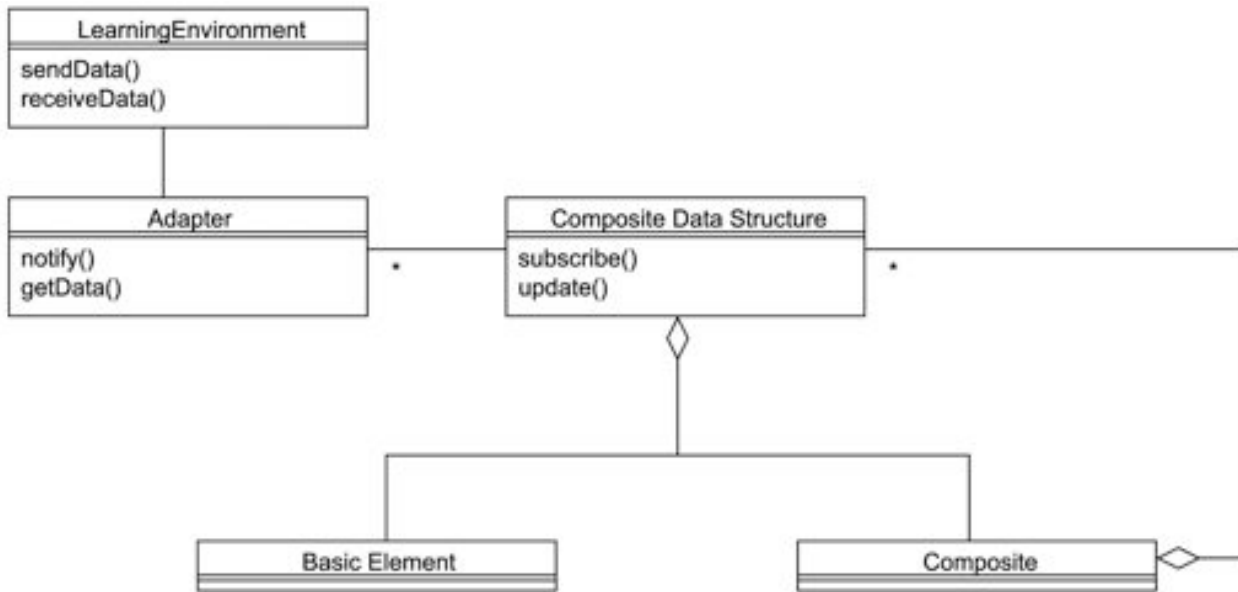 LearningEnvironment
sendData()
receiveData()
Adapter
notify()
getData()
*
Composite Data Structure
subscribe()
update()
*
Basic Element
Composite